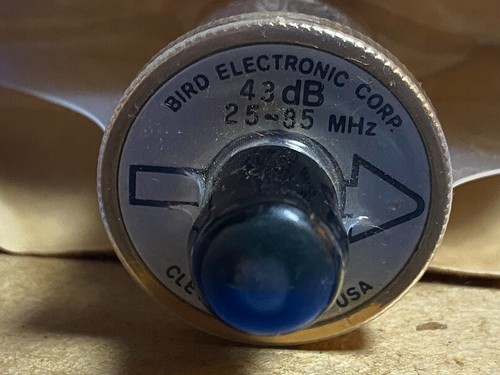 BIRD ELECTRONIC CORP.
43 dB
25-85 MHz
USA